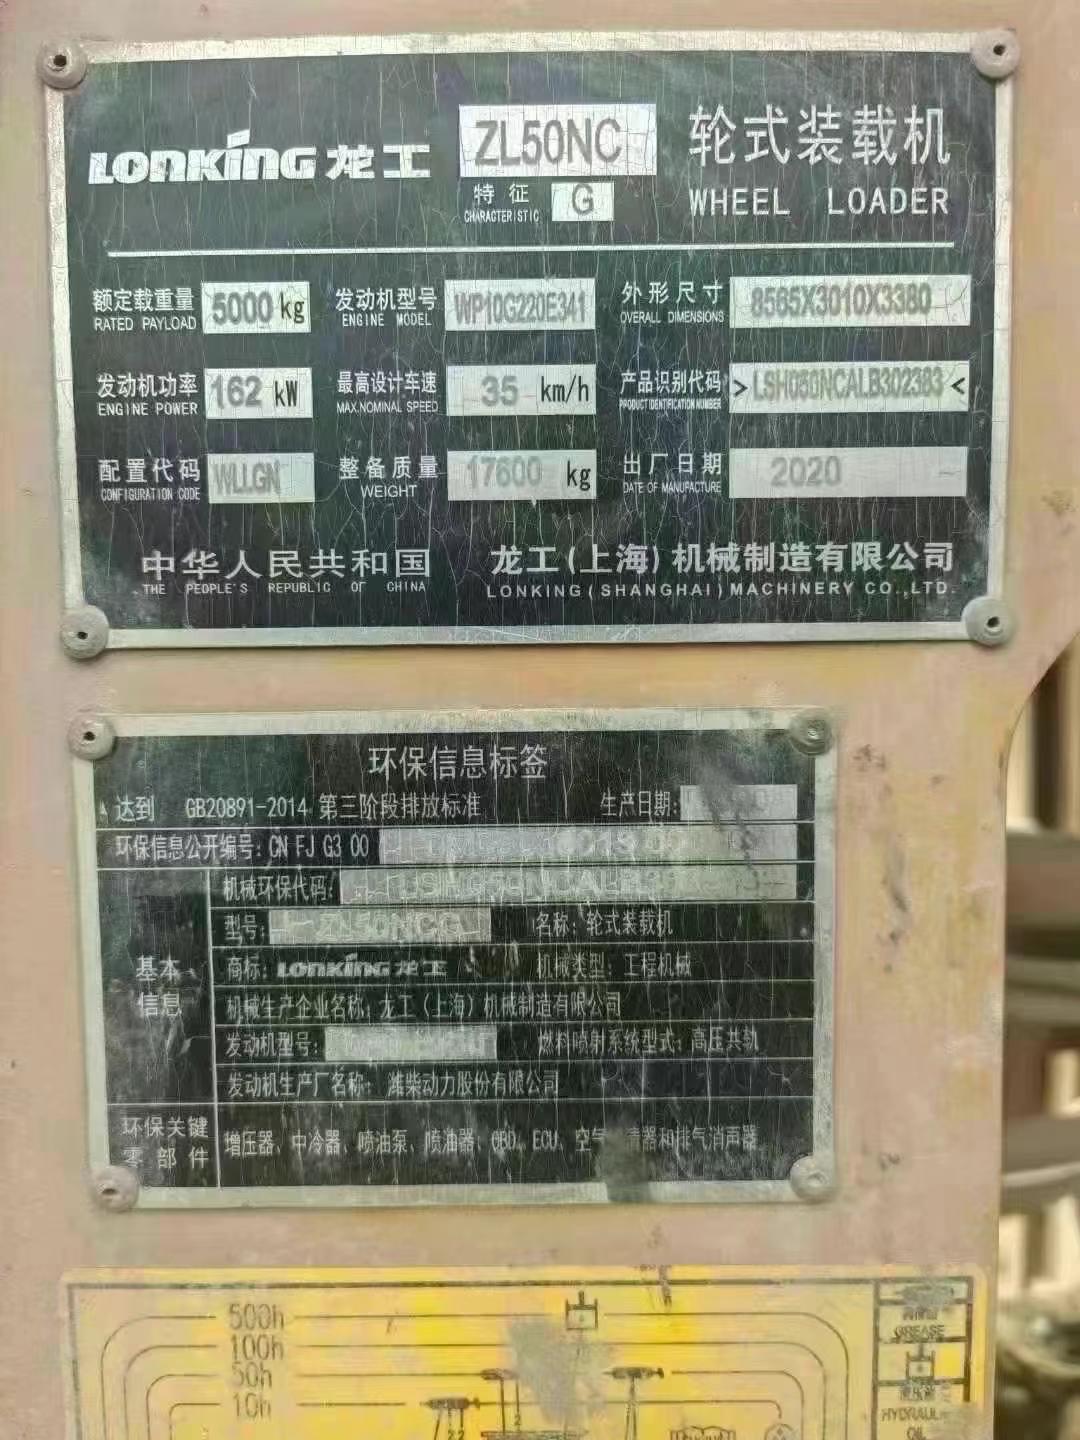 LONKING 龙工 ZL50NC 轮式装载机
特征 G
CHARACTERISTIC WHEEL LOADER
额定载重量 5000 kg 发动机型号 WP10G220E341 外形尺寸 8565X3010X3380
RATED PAYLOAD ENGINE MODEL OVERALL DIMENSIONS
发动机功率 162 kW 最高设计车速 35 km/h 产品识别代码 >LSH050NCALB302383<
ENGINE POWER MAX.NOMINAL SPEED PRODUCT IDENTIFICATION NUMBER
配置代码 WLLGN 整备质量 17600 kg 出厂日期 2020
CONFIGURATION CODE WEIGHT DATE OF MANUFACTURE
中华人民共和国 龙工(上海)机械制造有限公司
THE PEOPLE'S REPUBLIC OF CHINA LONKING(SHANGHAI)MACHINERY CO.,LTD.
环保信息标签
达到 GB20891-2014 第三阶段排放标准 生产日期:
环保信息公开编号: CN FJ G3 00
机械环保代码:
型号: ZL50NCG 名称: 轮式装载机
基本信息
商标: LONKING 龙工 机械类型: 工程机械
机械生产企业名称: 龙工(上海)机械制造有限公司
发动机型号: 燃料喷射系统型式: 高压共轨
发动机生产厂名称: 潍柴动力股份有限公司
环保关键零部件 增压器、中冷器、喷油泵、喷油器、OBD、ECU、空气 清器和排气消声器
500h
100h
50h
10h
GREASE
HYDRAULIC
OIL